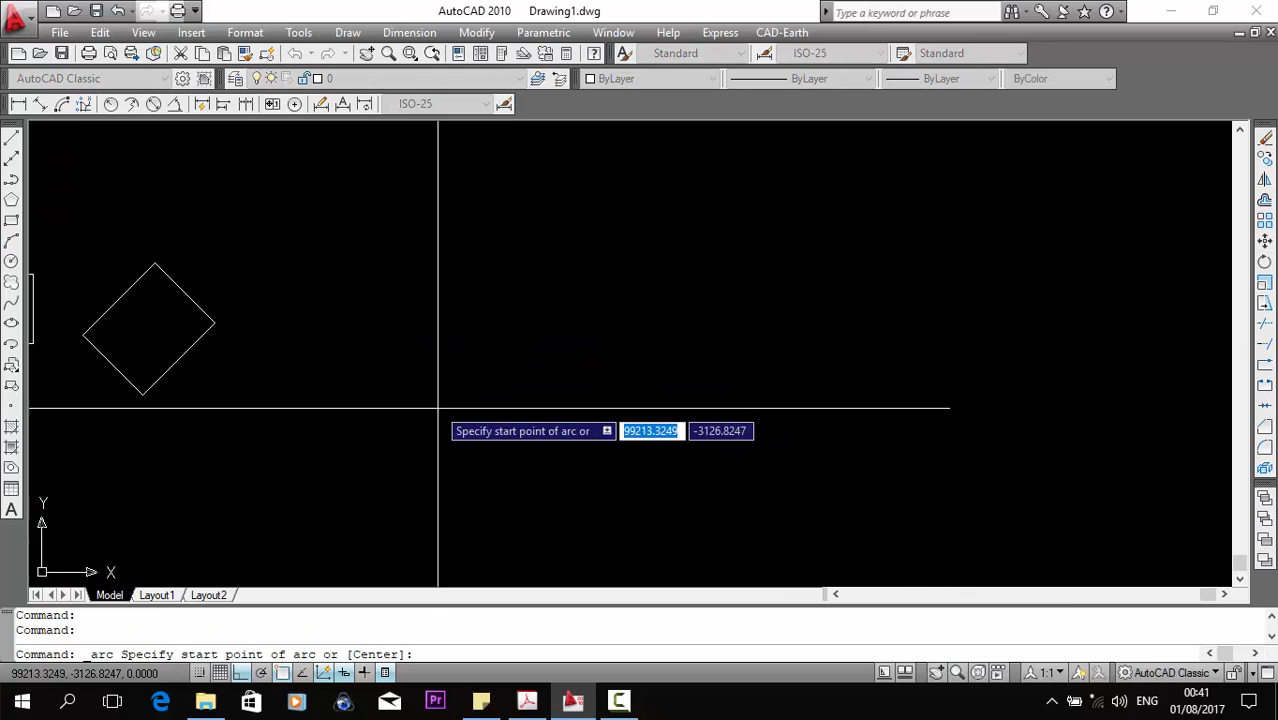 AutoCAD 2010 Drawing1.dwg
Type a keyword or phrase
File Edit View Insert Format Tools Draw Dimension Modify Parametric Window Help Express CAD-Earth
Standard ISO-25 Standard
AutoCAD Classic 0 ByLayer ByLayer ByLayer ByColor
ISO-25
Specify start point of arc or 99213.3249 -3126.8247
Y
X
Model Layout1 Layout2
Command:
Command:
Command: _arc Specify start point of arc or [Center]:
99213.3249, -3126.8247, 0.0000 1:1 AutoCAD Classic
Pr ENG 00:41
01/08/2017